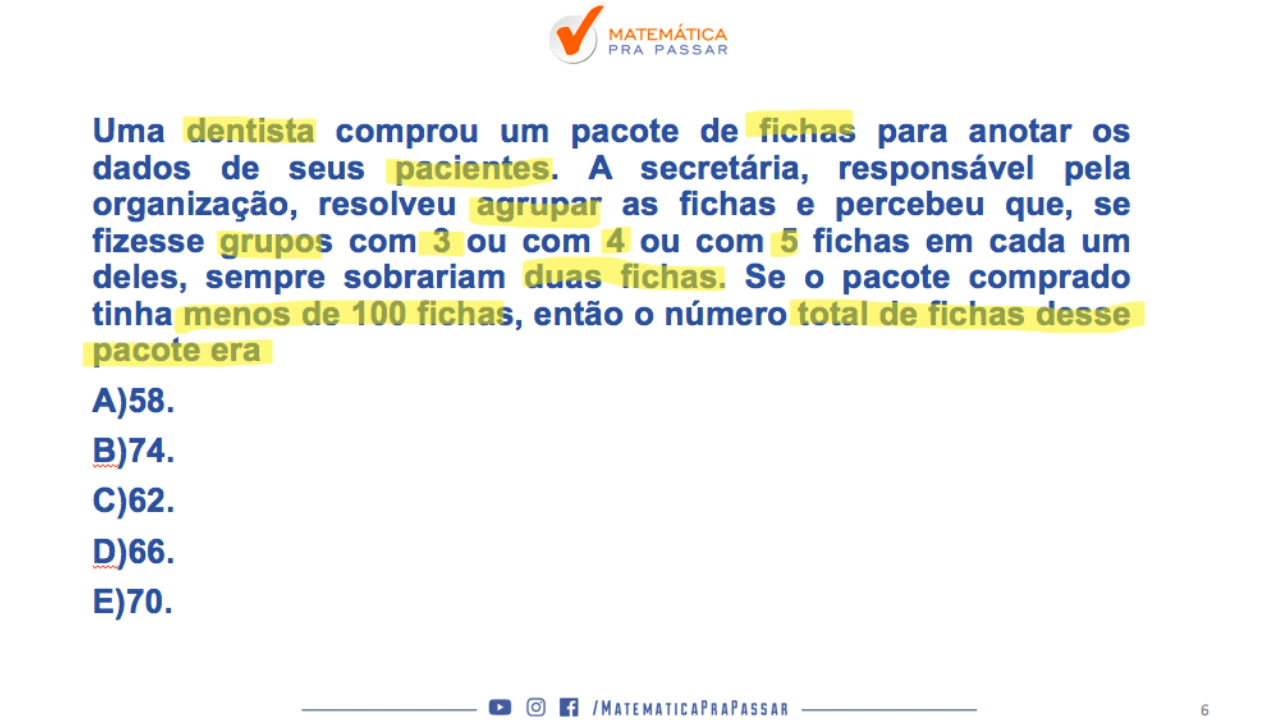 MATEMÁTICA
PRA PASSAR
Uma dentista comprou um pacote de fichas para anotar os
dados de seus pacientes. A secretária, responsável pela
organização, resolveu agrupar as fichas e percebeu que, se
fizesse grupos com 3 ou com 4 ou com 5 fichas em cada um
deles, sempre sobrariam duas fichas. Se o pacote comprado
tinha menos de 100 fichas, então o número total de fichas desse
pacote era
A)58.
B)74.
C)62.
D)66.
E)70.
/MATEMATICAPRAPASSAR
6